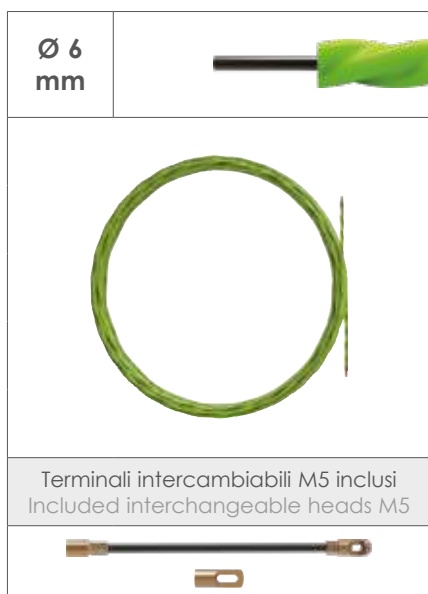 Ø 6
mm
Terminali intercambiabili M5 inclusi
Included interchangeable heads M5